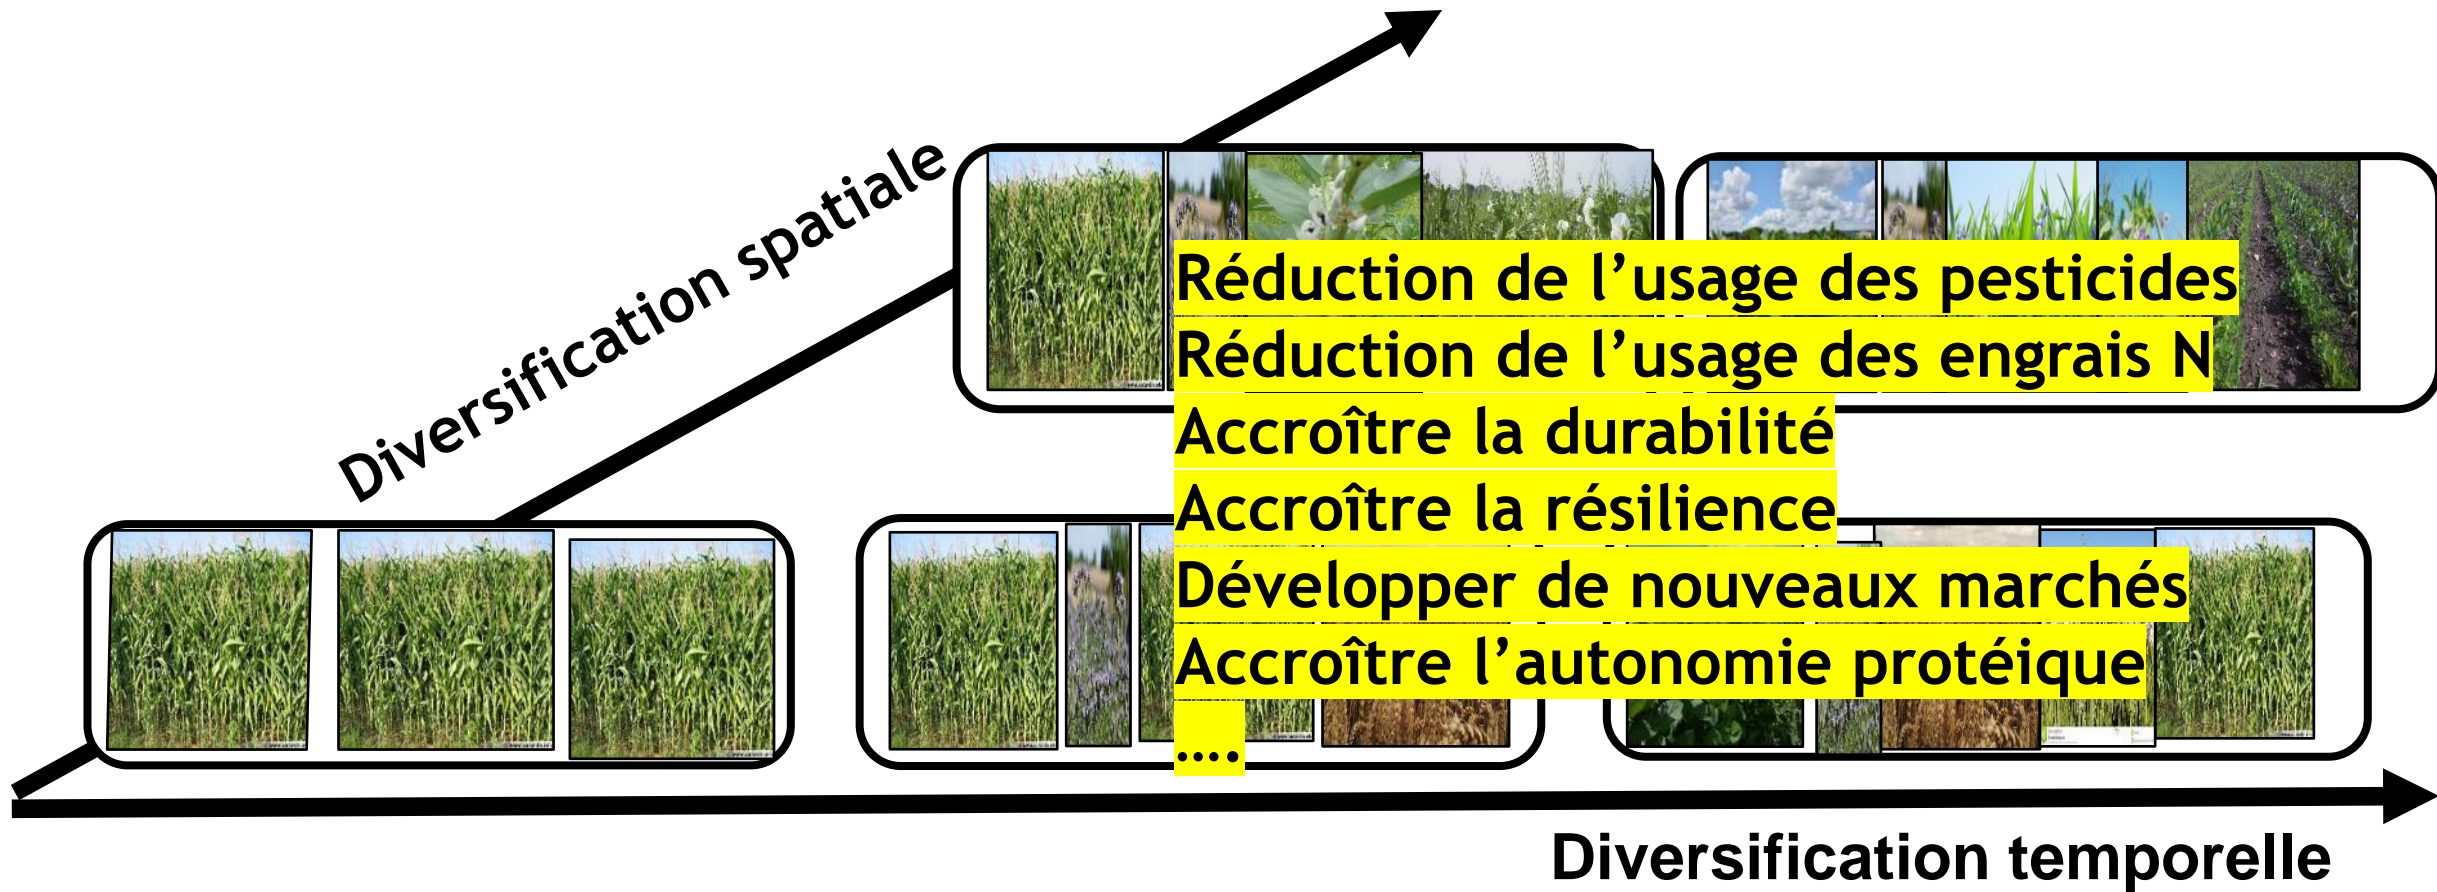 Diversification spatiale
Réduction de l’usage des pesticides
Réduction de l’usage des engrais N
Accroître la durabilité
Accroître la résilience
Développer de nouveaux marchés
Accroître l’autonomie protéique
....
Diversification temporelle